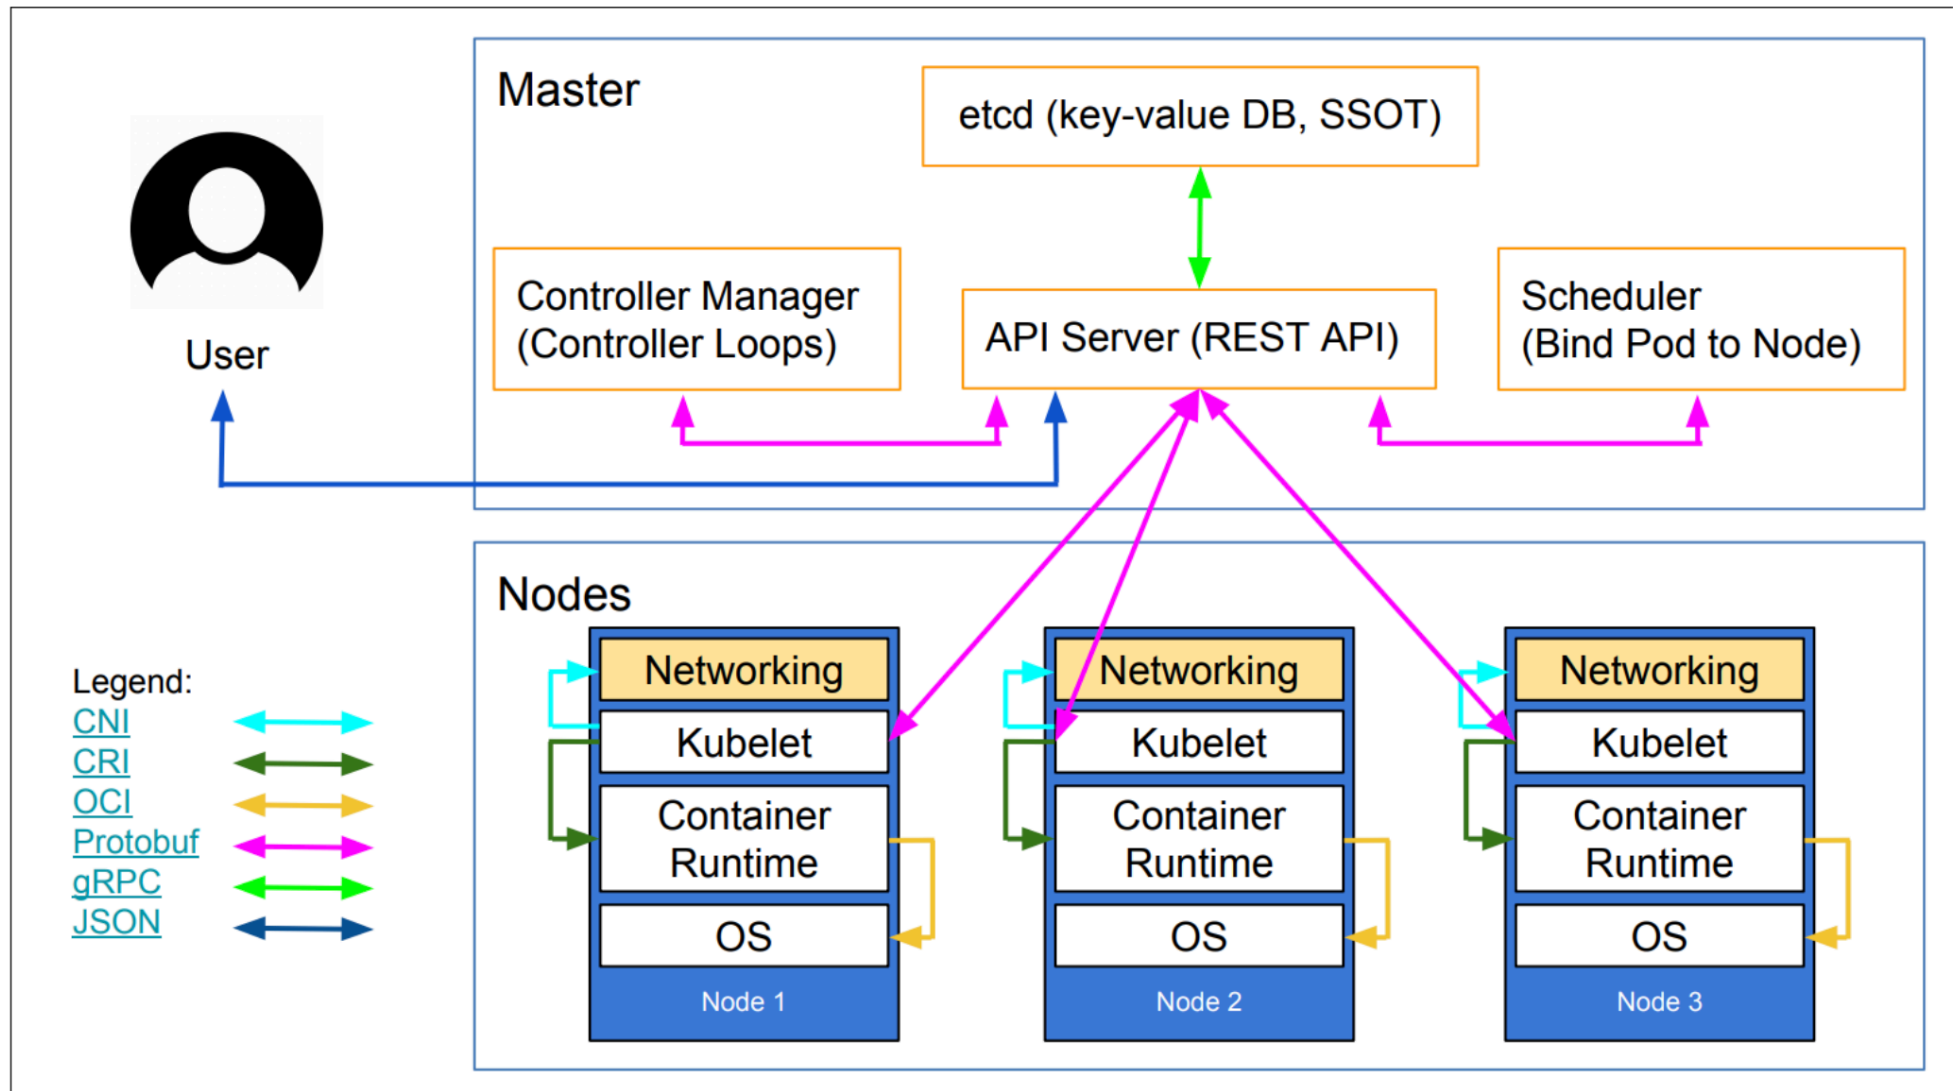 Master
etcd (key-value DB, SSOT)
Controller Manager
(Controller Loops)
API Server (REST API)
Scheduler
(Bind Pod to Node)
User
Nodes
Networking
Kubelet
Container
Runtime
OS
Node 1
Networking
Kubelet
Container
Runtime
OS
Node 2
Networking
Kubelet
Container
Runtime
OS
Node 3
Legend:
CNI
CRI
OCI
Protobuf
gRPC
JSON